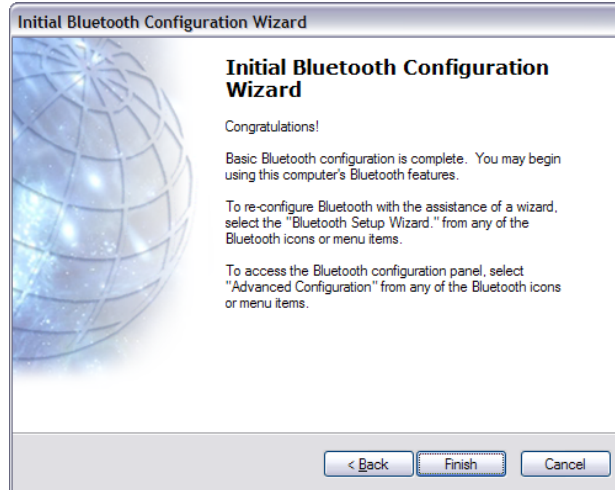 Initial Bluetooth Configuration Wizard
Initial Bluetooth Configuration
Wizard
Congratulations!
Basic Bluetooth configuration is complete. You may begin
using this computer's Bluetooth features.
To re-configure Bluetooth with the assistance of a wizard,
select the "Bluetooth Setup Wizard." from any of the
Bluetooth icons or menu items.
To access the Bluetooth configuration panel, select
"Advanced Configuration" from any of the Bluetooth icons
or menu items.
< Back Finish Cancel